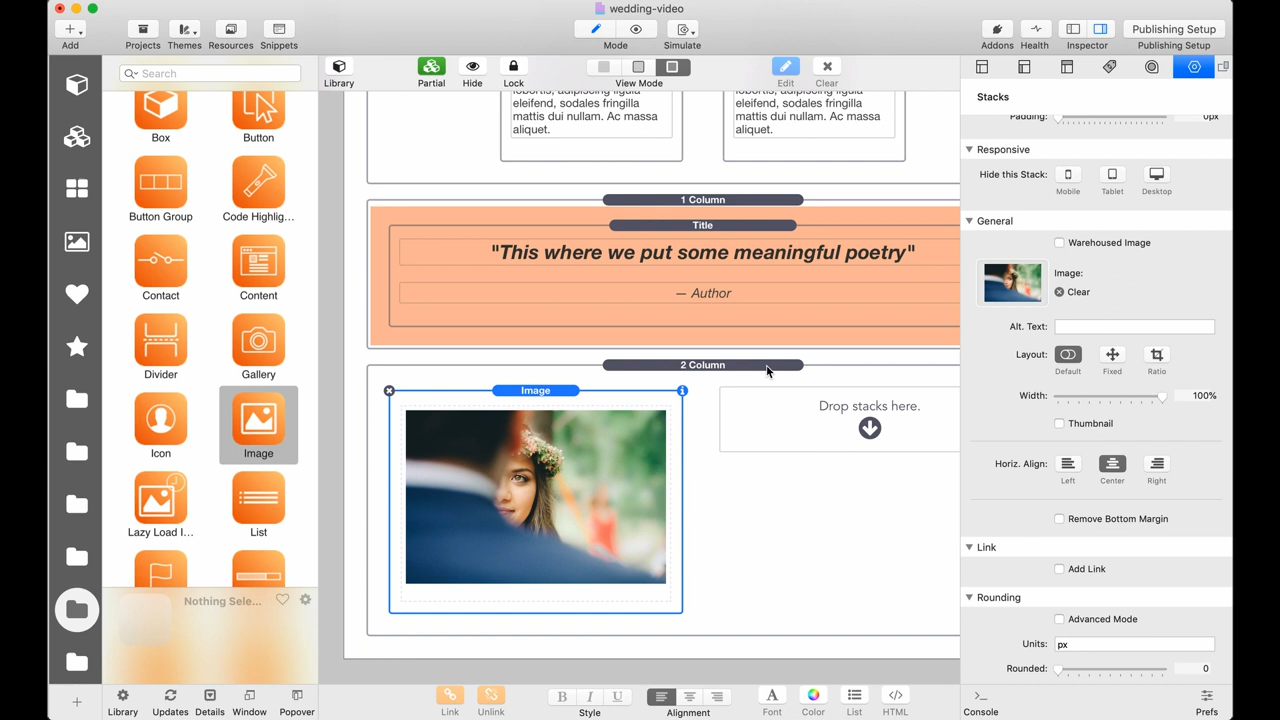 wedding-video
Add
Projects
Themes
Resources
Snippets
Mode
Simulate
Addons
Health
Inspector
Publishing Setup
Publishing Setup
Search
Library
Partial
Hide
Lock
View Mode
Edit
Clear
Box
Button
Button Group
Code Highlig...
Contact
Content
Divider
Gallery
Icon
Image
Lazy Load I...
List
Nothing Sele...
Library
Updates
Details
Window
Popover
lobortis, adipiscing ligula
eleifend, sodales fringilla
mattis dui nullam. Ac massa
aliquet.
lobortis, adipiscing ligula
eleifend, sodales fringilla
mattis dui nullam. Ac massa
aliquet.
1 Column
Title
"This where we put some meaningful poetry"
— Author
2 Column
Image
Drop stacks here.
Link
Unlink
B I U
Style
Alignment
Font
Color
List
HTML
Stacks
Padding:
0px
Responsive
Hide this Stack:
Mobile
Tablet
Desktop
General
Warehoused Image
Image:
Clear
Alt. Text:
Layout:
Default
Fixed
Ratio
Width:
100%
Thumbnail
Horiz. Align:
Left
Center
Right
Remove Bottom Margin
Link
Add Link
Rounding
Advanced Mode
Units:
px
Rounded:
0
Console
Prefs